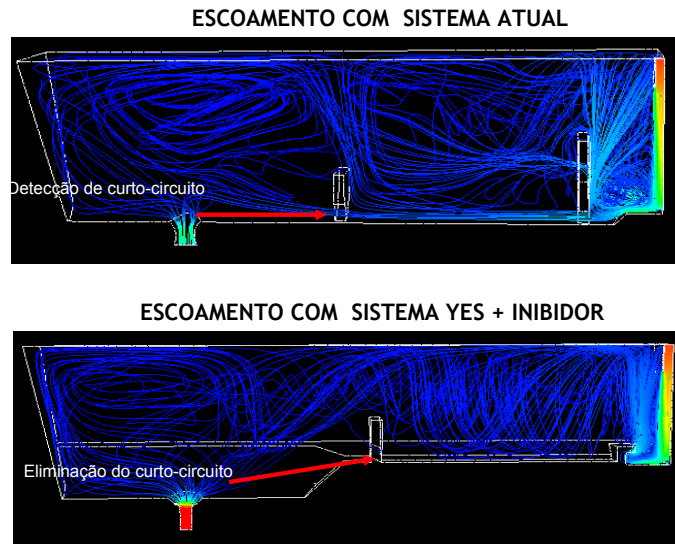 ESCOAMENTO COM SISTEMA ATUAL
Detecção de curto-circuito
ESCOAMENTO COM SISTEMA YES + INIBIDOR
Eliminação do curto-circuito